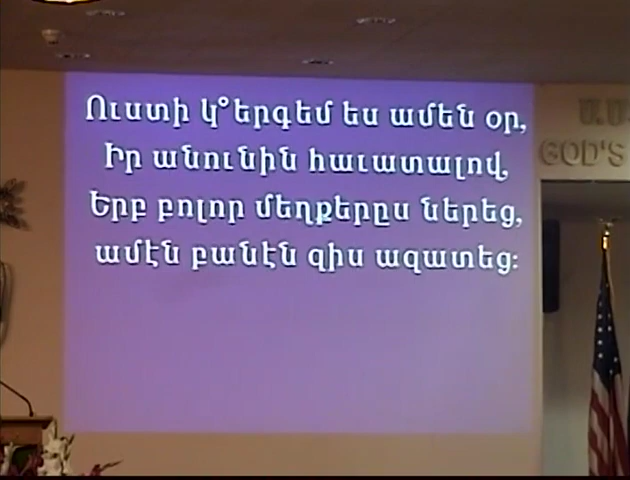 Ուստի կ՟երգեմ ես ամեն օր,
Իր անունին հաւատալով,
Երբ բոլոր մեղքերըս ներեց,
ամէն բանէն զիս ազատեց։
GOD'S